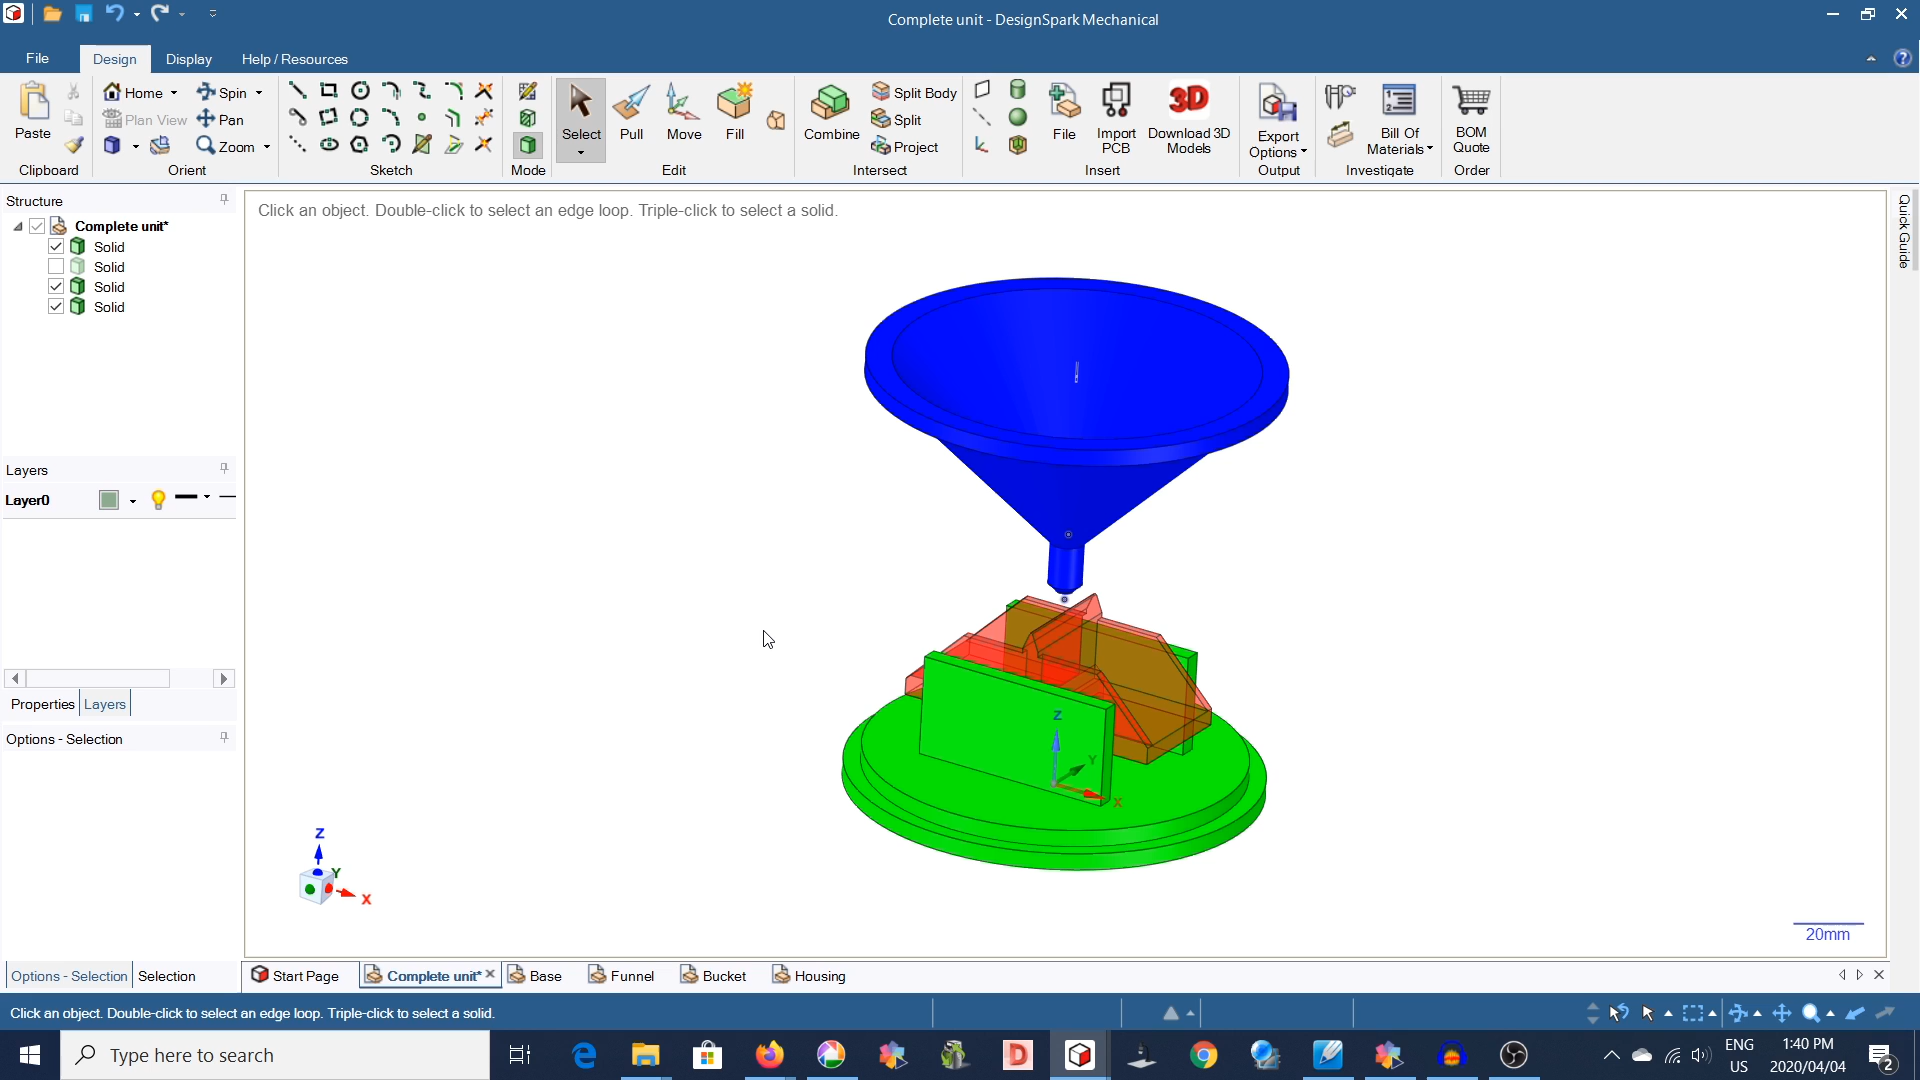 Complete unit - DesignSpark Mechanical
File Design Display Help / Resources
Paste
Home Spin
Plan View Pan
Zoom
Select Pull Move Fill
Combine
Split Body
Split
Project
File
Import PCB
Download 3D Models
3D
Export Options
Bill Of Materials
BOM Quote
Clipboard Orient Sketch Mode Edit Intersect Insert Output Investigate Order
Structure
Complete unit*
Solid
Solid
Solid
Solid
Layers
Layer0
Properties Layers
Options - Selection
Click an object. Double-click to select an edge loop. Triple-click to select a solid.
Quick Guide
Z
Y
X
Z
Y
X
20mm
Options - Selection Selection
Start Page Complete unit* Base Funnel Bucket Housing
Click an object. Double-click to select an edge loop. Triple-click to select a solid.
Type here to search
ENG
US
1:40 PM
2020/04/04
2